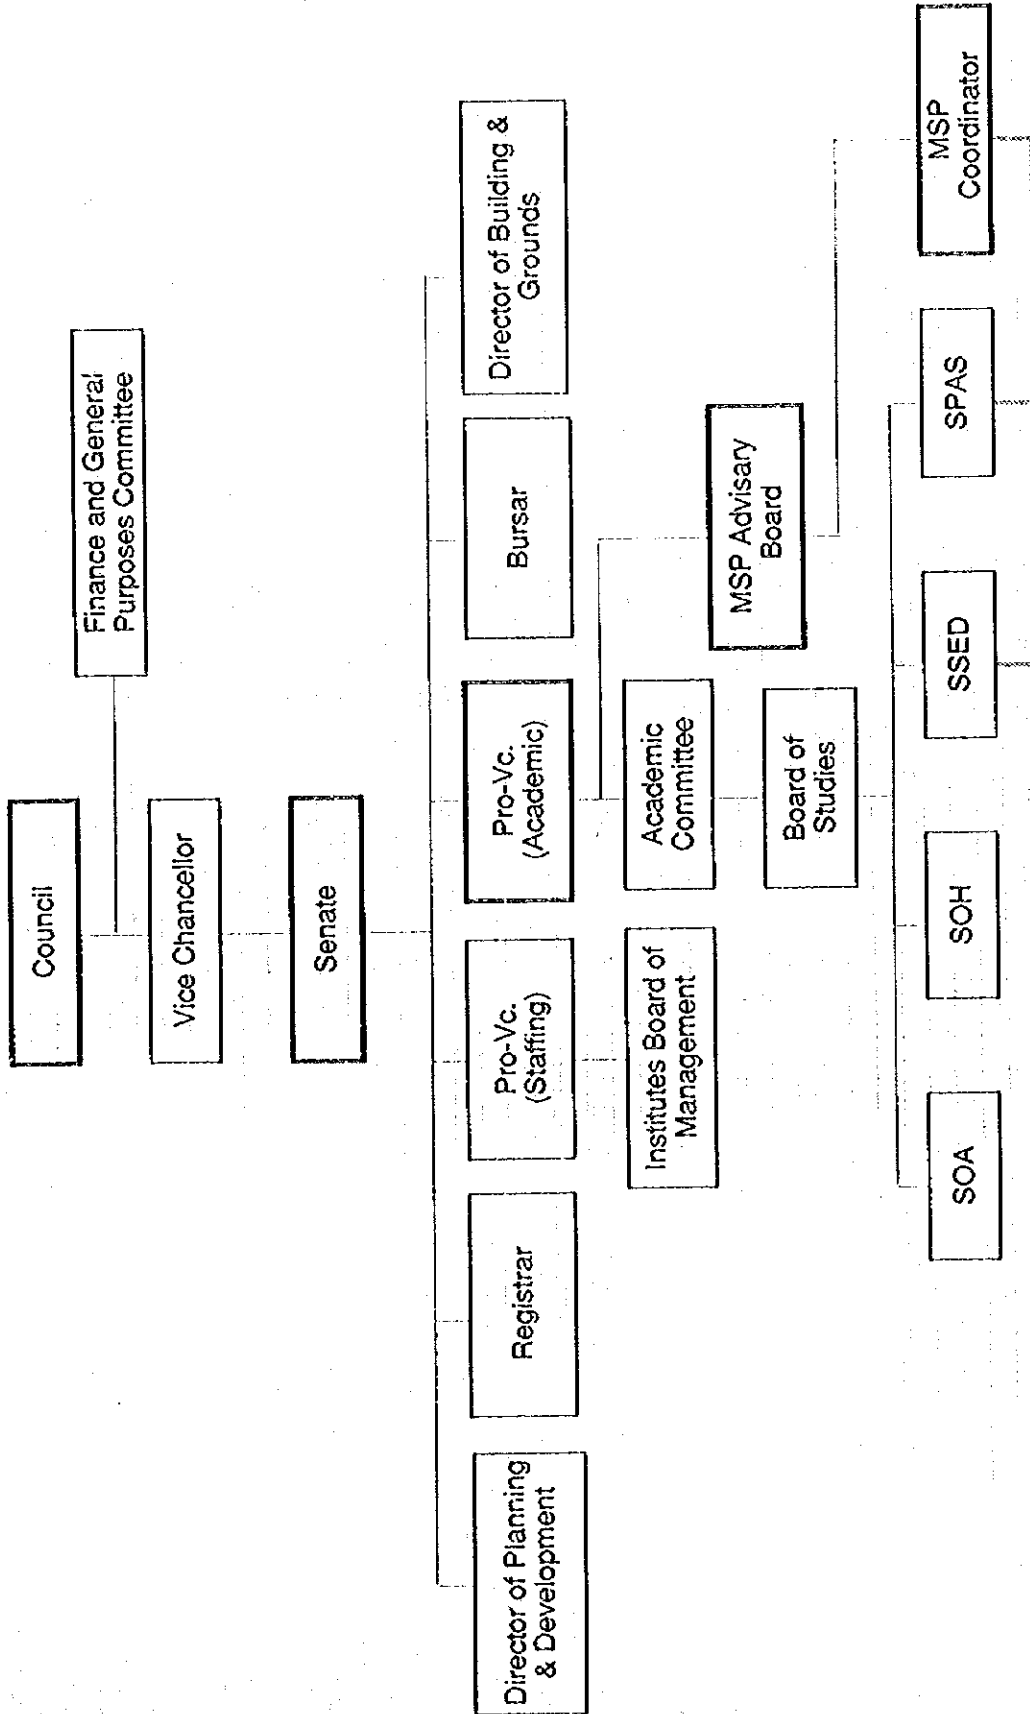 Council
Finance and General
Purposes Committee
Vice Chancellor
Senate
Director of Planning
& Development
Registrar
Pro-Vc.
(Staffing)
Pro-Vc.
(Academic)
Bursar
Director of Building &
Grounds
Institutes Board of
Management
Academic
Committee
MSP Advisary
Board
Board of
Studies
SOA
SOH
SSED
SPAS
MSP
Coordinator